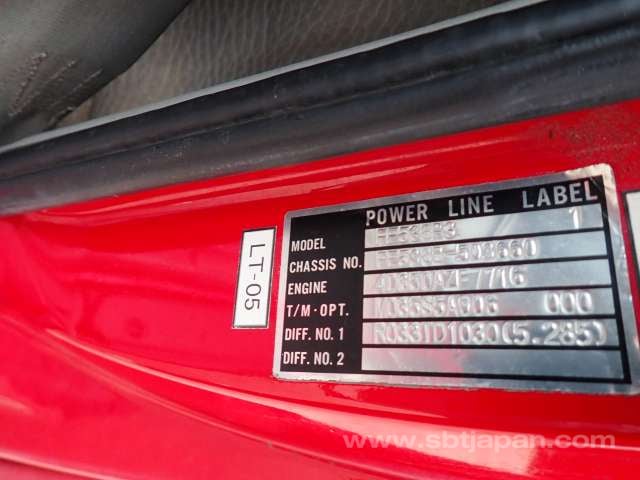 POWER LINE LABEL
MODEL 1
CHASSIS NO.
ENGINE
T/M·OPT. 000
DIFF. NO. 1 R033TD1030(5.285)
DIFF. NO. 2
LT-05
www.sbtjapan.com